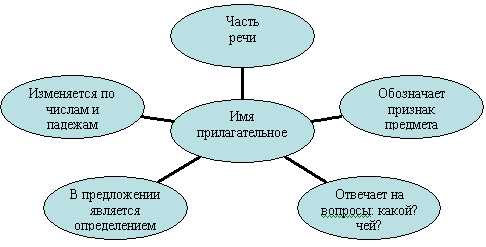 Часть
речи
Изменяется по
числам и
падежам
Обозначает
признак
предмета
Имя
прилагательное
В предложении
является
определением
Отвечает на
вопросы: какой?
чей?